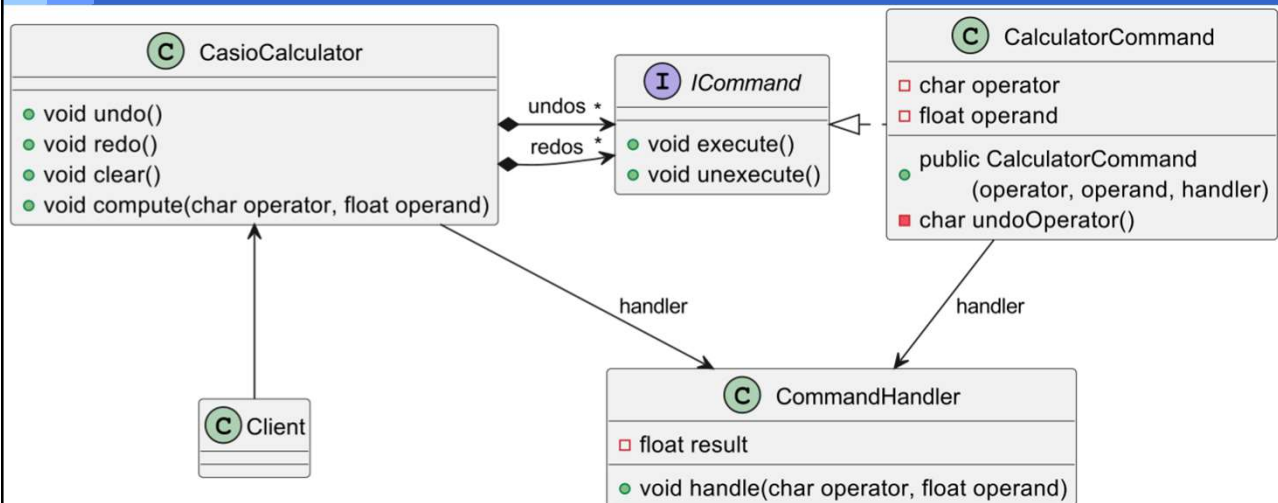 C CasioCalculator
void undo()
void redo()
void clear()
void compute(char operator, float operand)
undos *
redos *
I ICommand
void execute()
void unexecute()
C CalculatorCommand
char operator
float operand
public CalculatorCommand
(operator, operand, handler)
char undoOperator()
handler
handler
C Client
C CommandHandler
float result
void handle(char operator, float operand)